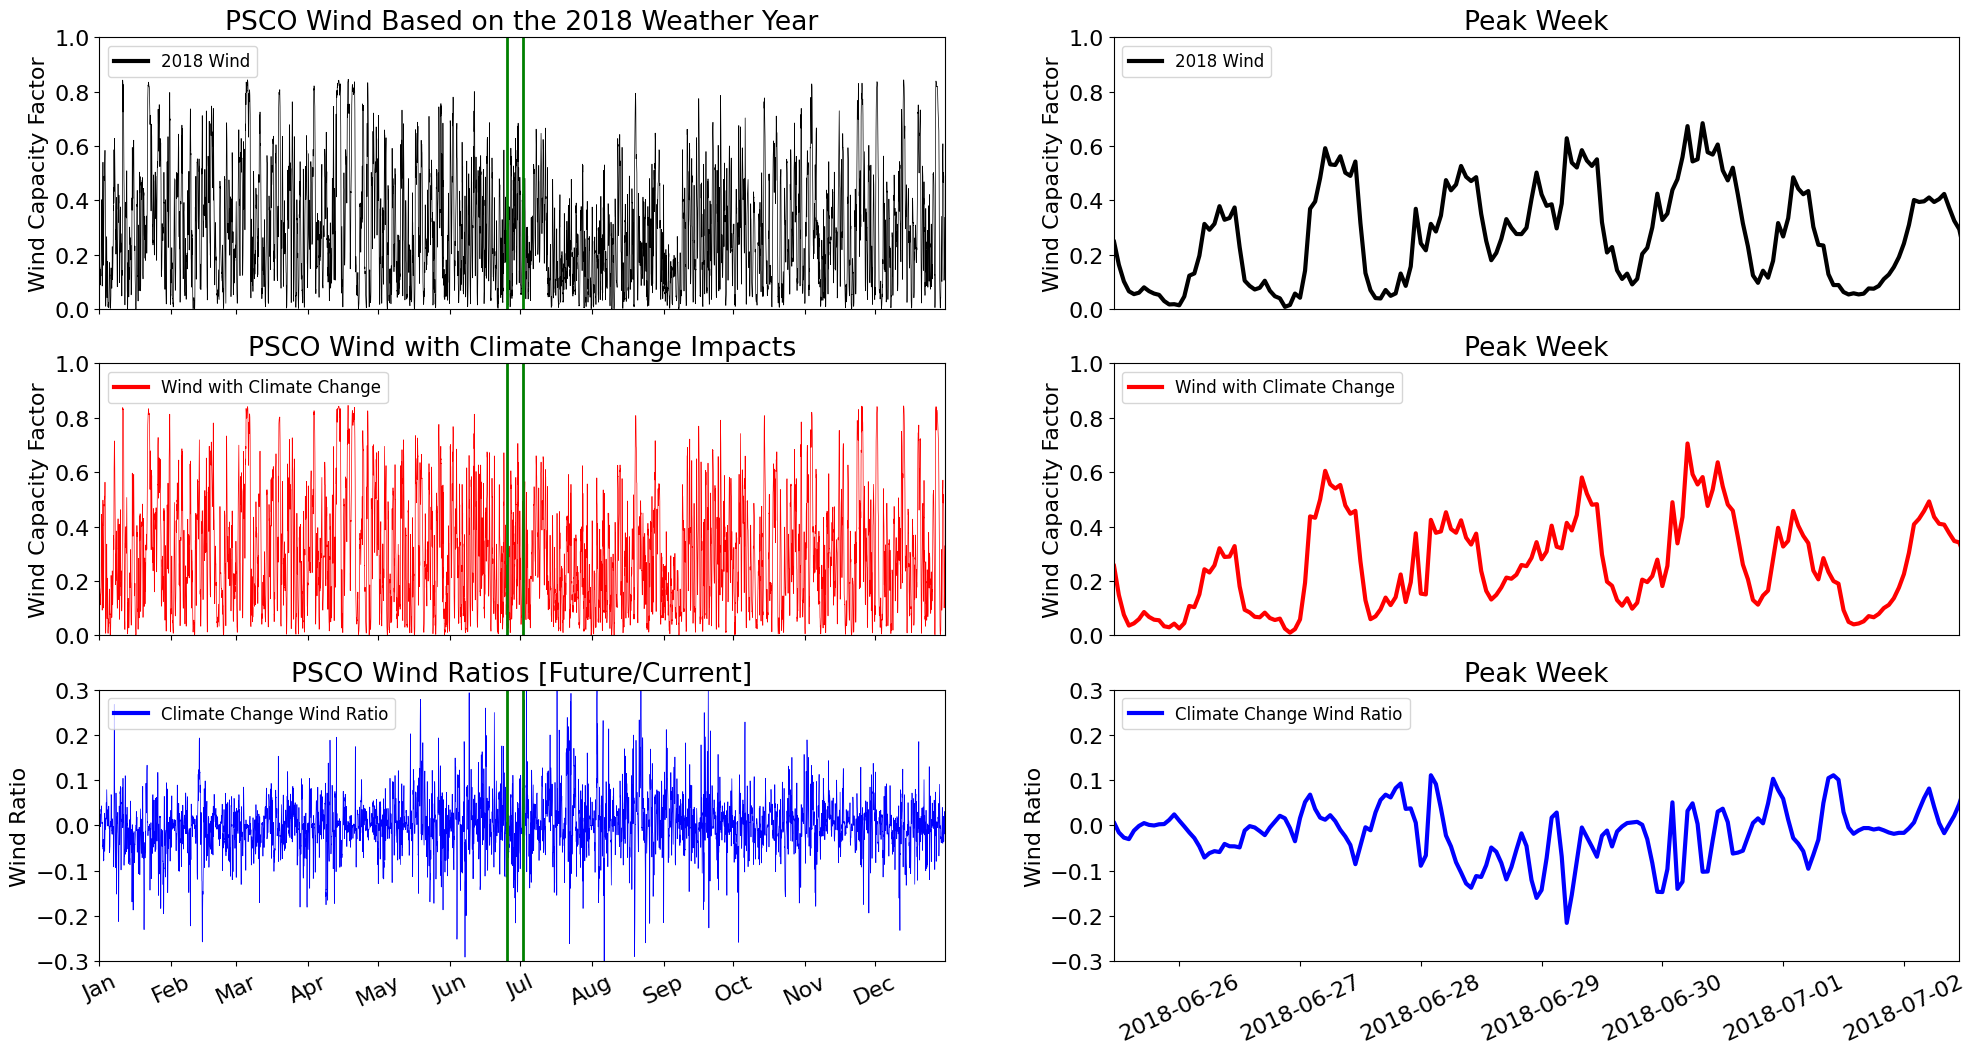 PSCO Wind Based on the 2018 Weather Year
1.0
0.8
0.6
0.4
0.2
0.0
Wind Capacity Factor
2018 Wind
Peak Week
1.0
0.8
0.6
0.4
0.2
0.0
Wind Capacity Factor
2018 Wind
PSCO Wind with Climate Change Impacts
1.0
0.8
0.6
0.4
0.2
0.0
Wind Capacity Factor
Wind with Climate Change
Peak Week
1.0
0.8
0.6
0.4
0.2
0.0
Wind Capacity Factor
Wind with Climate Change
PSCO Wind Ratios [Future/Current]
0.3
0.2
0.1
0.0
−0.1
−0.2
−0.3
Wind Ratio
Climate Change Wind Ratio
Jan Feb Mar Apr May Jun Jul Aug Sep Oct Nov Dec
Peak Week
0.3
0.2
0.1
0.0
−0.1
−0.2
−0.3
Wind Ratio
Climate Change Wind Ratio
2018-06-26 2018-06-27 2018-06-28 2018-06-29 2018-06-30 2018-07-01 2018-07-02